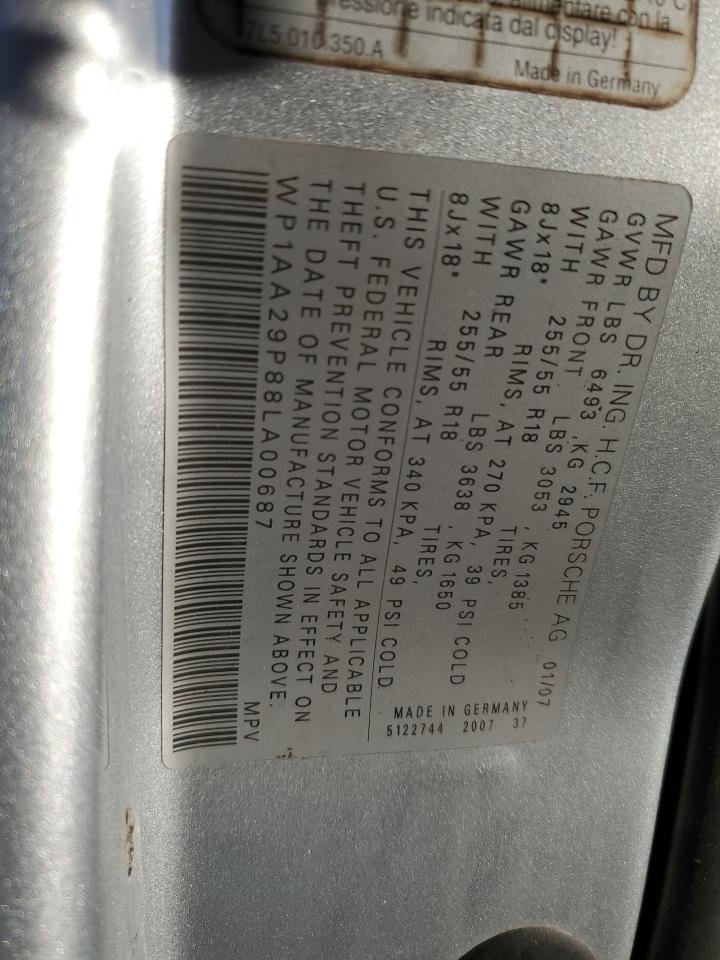 alimentare con la
pressione indicata dal display!
7L5.010.350.A
Made in Germany
MFD BY DR. ING. H.C.F. PORSCHE AG 01/07
GVWR LBS 6493 , KG 2945
GAWR FRONT LBS 3053 , KG 1385
WITH 255/55 R18 TIRES,
8Jx18" RIMS, AT 270 KPA, 39 PSI COLD
GAWR REAR LBS 3638 , KG 1650
WITH 255/55 R18 TIRES,
8Jx18" RIMS, AT 340 KPA, 49 PSI COLD
THIS VEHICLE CONFORMS TO ALL APPLICABLE
U.S. FEDERAL MOTOR VEHICLE SAFETY AND
THEFT PREVENTION STANDARDS IN EFFECT ON
THE DATE OF MANUFACTURE SHOWN ABOVE.
WP1AA29P88LA00687 MPV
MADE IN GERMANY
5122744 2007 37